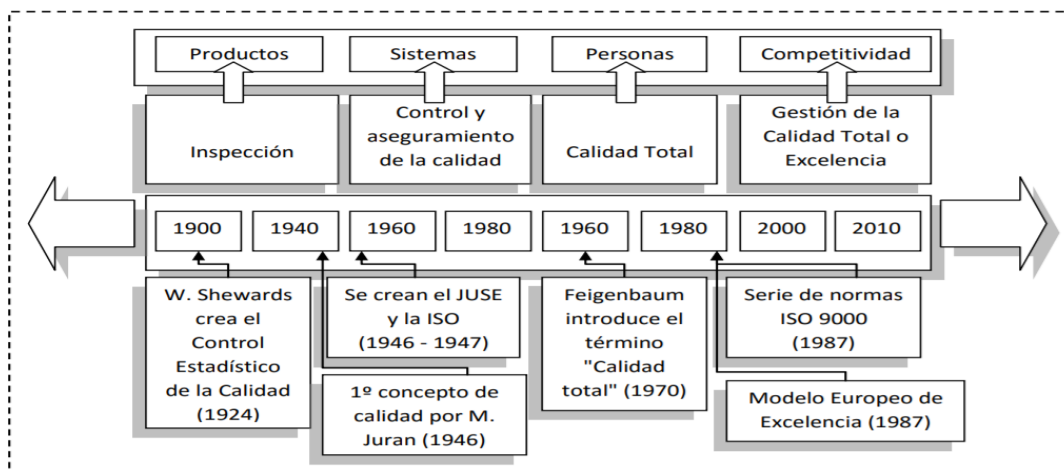 Productos
Sistemas
Personas
Competitividad
Inspección
Control y
aseguramiento
de la calidad
Calidad Total
Gestión de la
Calidad Total o
Excelencia
1900
1940
1960
1980
1960
1980
2000
2010
W. Shewards
crea el
Control
Estadístico
de la Calidad
(1924)
Se crean el JUSE
y la ISO
(1946 - 1947)
1º concepto de
calidad por M.
Juran (1946)
Feigenbaum
introduce el
término
"Calidad
total" (1970)
Serie de normas
ISO 9000
(1987)
Modelo Europeo de
Excelencia (1987)